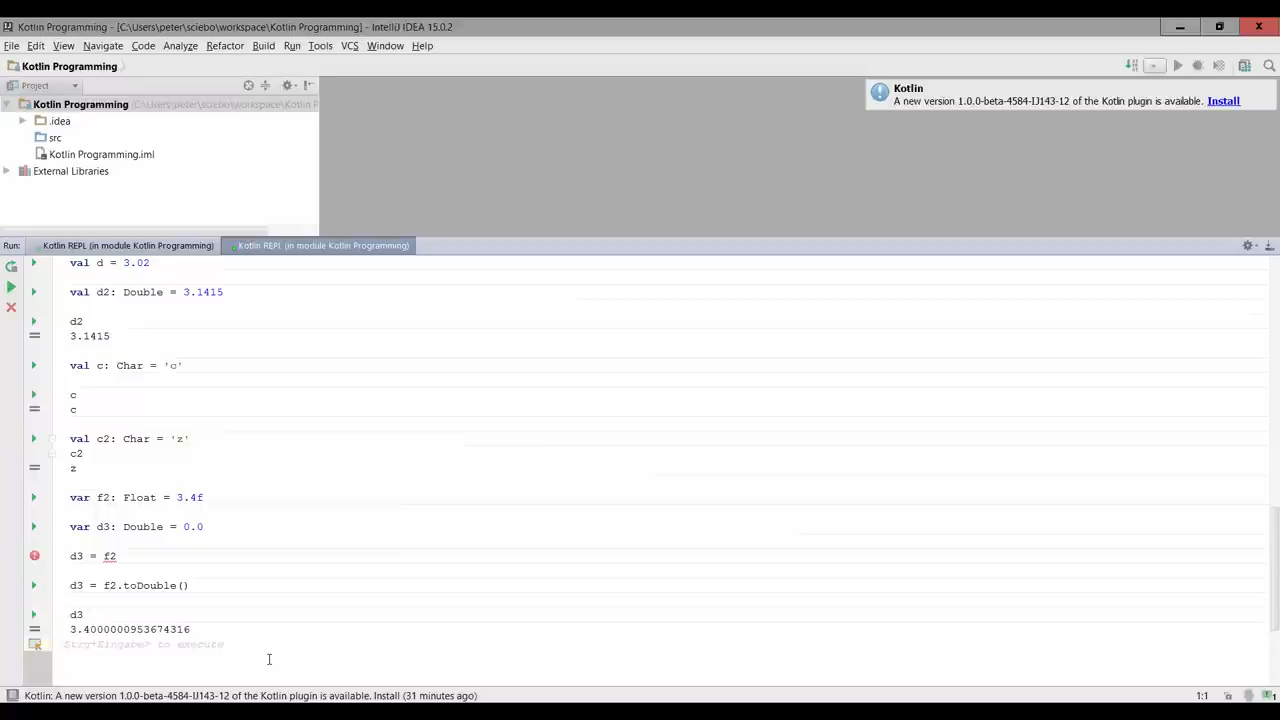 Kotlin Programming - [C:\Users\peter\sciebo\workspace\Kotlin Programming] - IntelliJ IDEA 15.0.2
File Edit View Navigate Code Analyze Refactor Build Run Tools VCS Window Help
Kotlin Programming
Project
Kotlin
A new version 1.0.0-beta-4584-IJ143-12 of the Kotlin plugin is available. Install
Kotlin Programming (C:\Users\peter\sciebo\workspace\Kotlin P
.idea
src
Kotlin Programming.iml
External Libraries
Run: Kotlin REPL (in module Kotlin Programming) Kotlin REPL (in module Kotlin Programming)
val d = 3.02
val d2: Double = 3.1415
d2
3.1415
val c: Char = 'c'
c
c
val c2: Char = 'z'
c2
z
var f2: Float = 3.4f
var d3: Double = 0.0
d3 = f2
d3 = f2.toDouble()
d3
3.4000000953674316
Strg+Eingabe> to execute
Kotlin: A new version 1.0.0-beta-4584-IJ143-12 of the Kotlin plugin is available. Install (31 minutes ago) 1:1 1